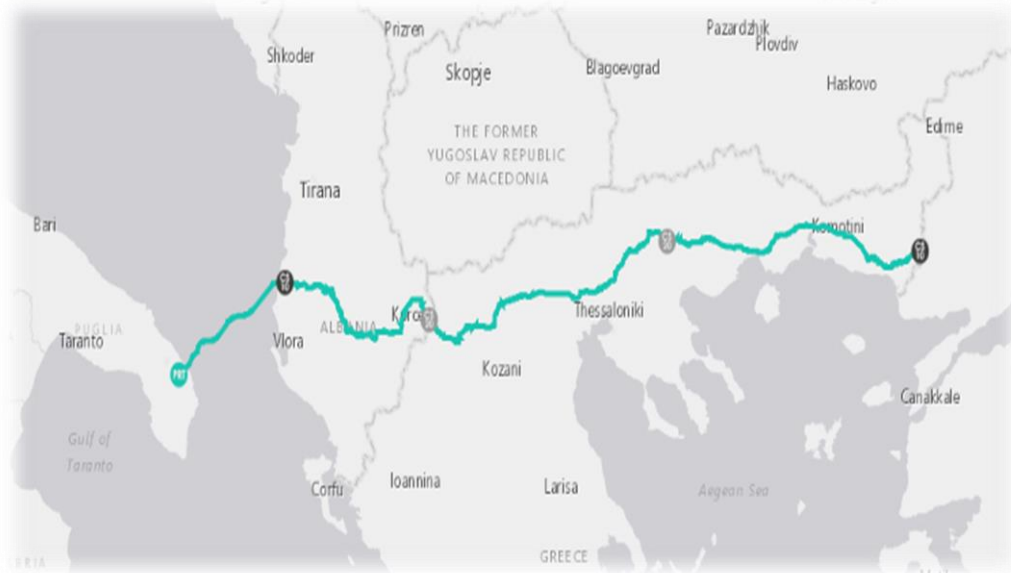 Prizren
Pazardzhik
Plovdiv
Shkoder
Skopje
Blagoevgrad
Haskovo
Edirne
THE FORMER
YUGOSLAV REPUBLIC
OF MACEDONIA
Tirana
Bari
Komotini
Thessaloniki
PUGLIA
Taranto
Vlora
ALBANIA
PRT
Kozani
Canakkale
Gulf of
Taranto
Ioannina
Corfu
Larisa
Aegean Sea
GREECE